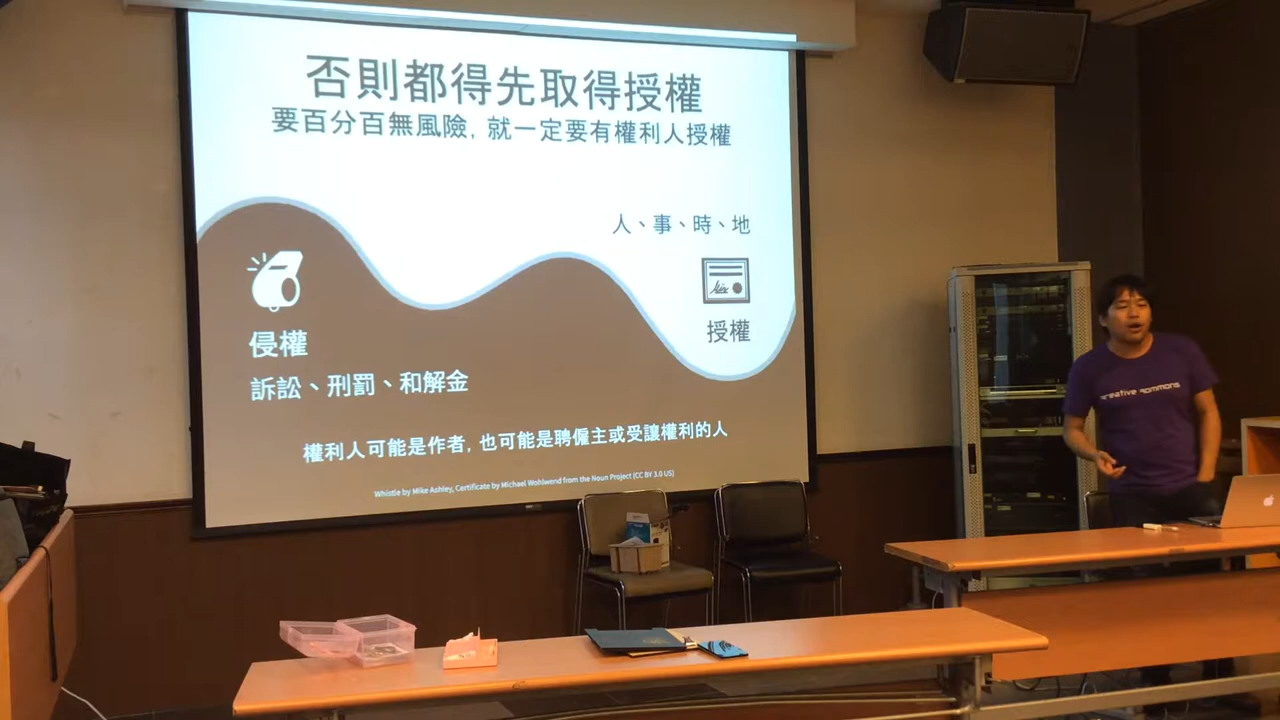 否則都得先取得授權
要百分百無風險, 就一定要有權利人授權
人、事、時、地
授權
侵權
訴訟、刑罰、和解金
權利人可能是作者, 也可能是聘僱主或受讓權利的人
Whistle by Mike Ashley, Certificate by Michael Wohlwend from the Noun Project (CC BY 3.0 US)
creative commons